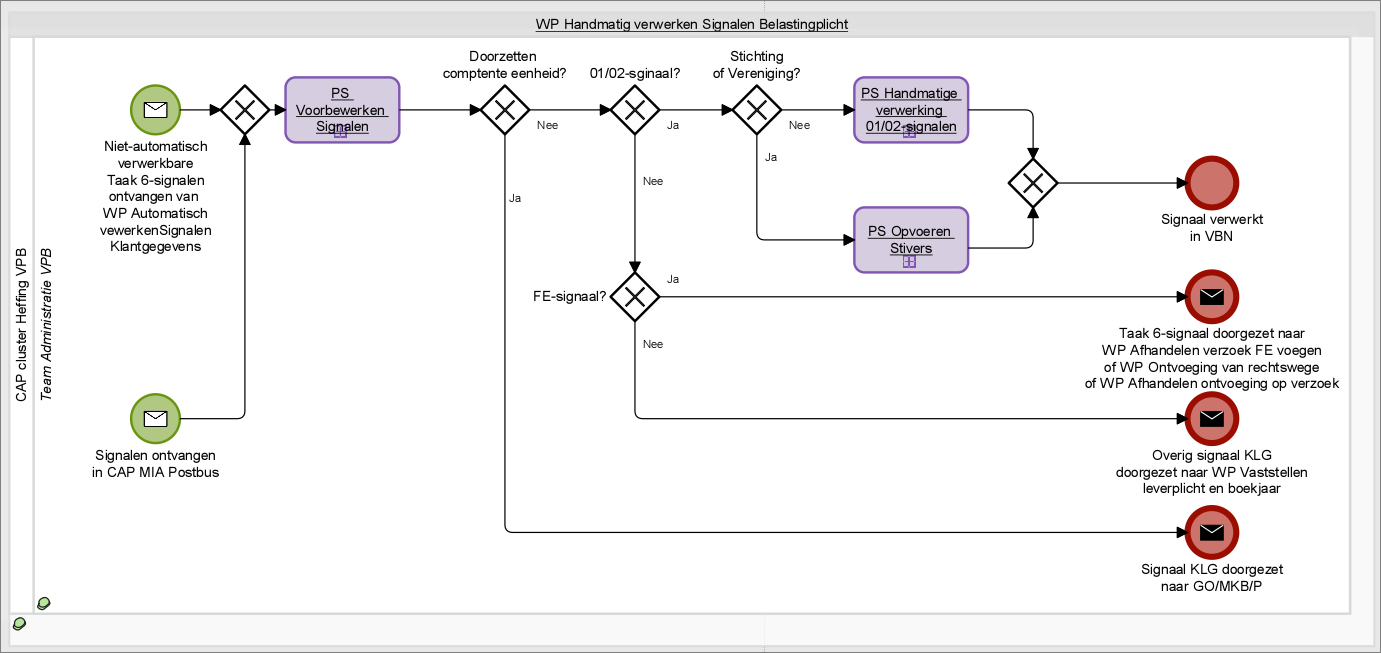 WP Handmatig verwerken Signalen Belastingplicht
CAP cluster Heffing VPB
Team Administratie VPB
Niet-automatisch
verwerkbare
Taak 6-signalen
ontvangen van
WP Automatisch
vewerkenSignalen
Klantgegevens
Signalen ontvangen
in CAP MIA Postbus
PS
Voorbewerken
Signalen
Doorzetten
comptente eenheid?
Nee
Ja
01/02-sginaal?
Ja
Nee
Stichting
of Vereniging?
Nee
Ja
PS Handmatige
verwerking
01/02-signalen
PS Opvoeren
Stivers
FE-signaal?
Ja
Nee
Signaal verwerkt
in VBN
Taak 6-signaal doorgezet naar
WP Afhandelen verzoek FE voegen
of WP Ontvoeging van rechtswege
of WP Afhandelen ontvoeging op verzoek
Overig signaal KLG
doorgezet naar WP Vaststellen
leverplicht en boekjaar
Signaal KLG doorgezet
naar GO/MKB/P